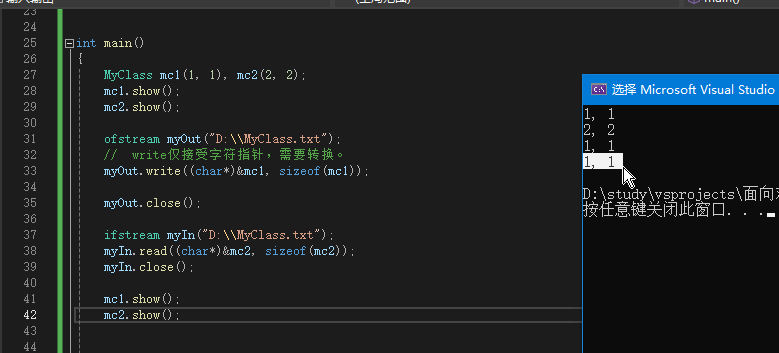 23
24
25 int main()
26 {
27 MyClass mc1(1, 1), mc2(2, 2);
28 mc1.show();
29 mc2.show();
30
31 ofstream myOut("D:\\MyClass.txt");
32 // write仅接受字符指针，需要转换。
33 myOut.write((char*)&mc1, sizeof(mc1));
34
35 myOut.close();
36
37 ifstream myIn("D:\\MyClass.txt");
38 myIn.read((char*)&mc2, sizeof(mc2));
39 myIn.close();
40
41 mc1.show();
42 mc2.show();
43
44
选择 Microsoft Visual Studio
1, 1
2, 2
1, 1
1, 1
D:\study\vsprojects\面向对
按任意键关闭此窗口. . .